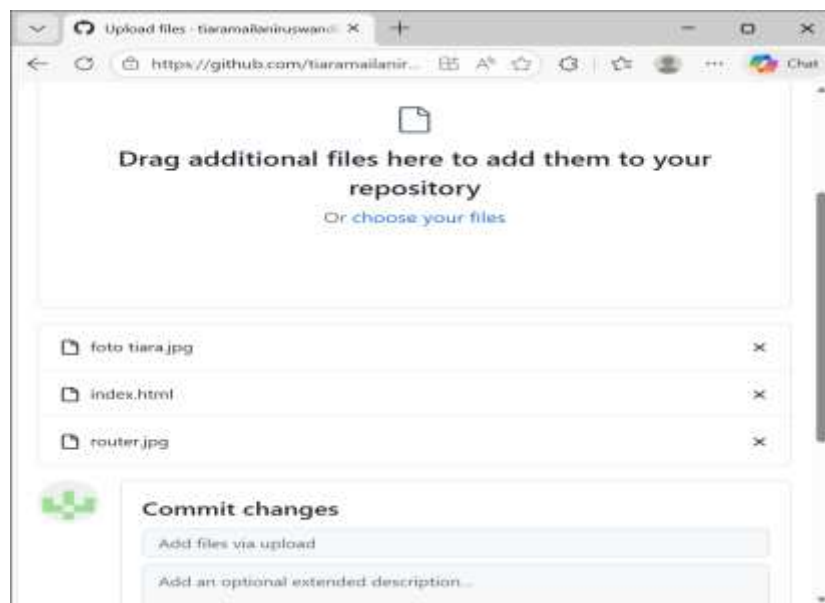 Upload files · tiaramailaniruswandi
https://github.com/tiaramailanir...
Chat
Drag additional files here to add them to your
repository
Or choose your files
foto tiara.jpg
index.html
router.jpg
Commit changes
Add files via upload
Add an optional extended description...